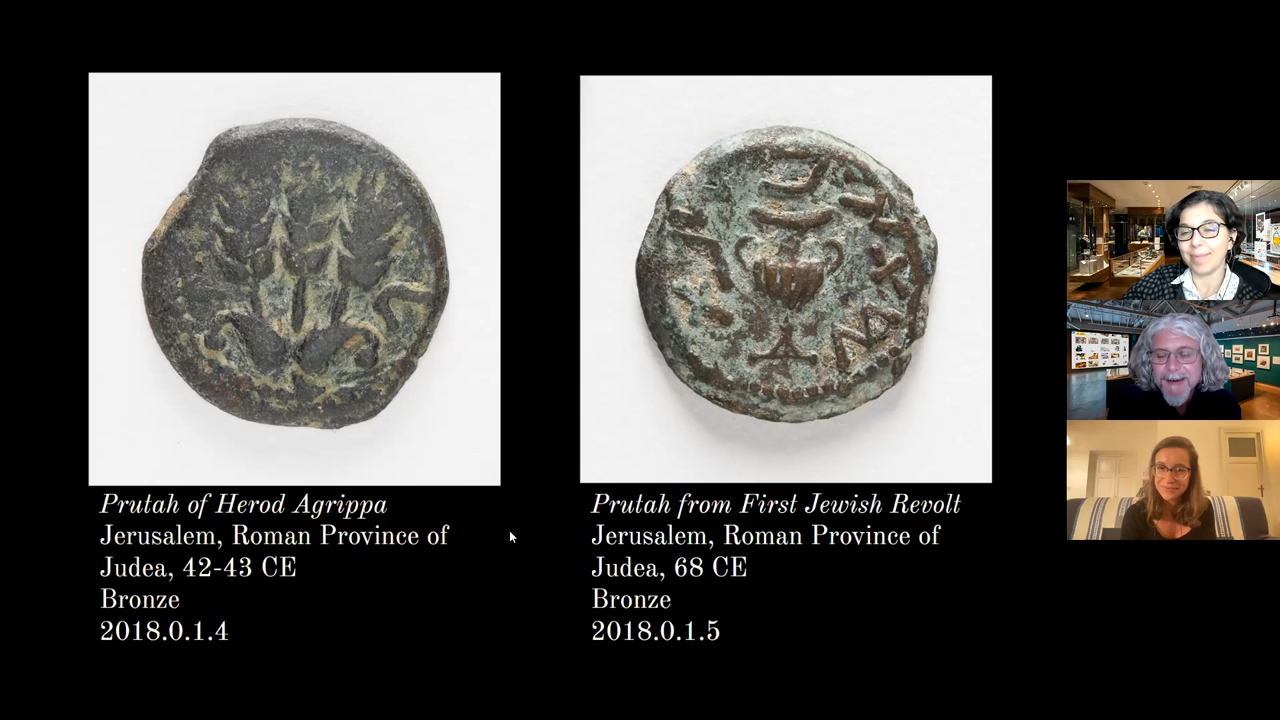 Prutah of Herod Agrippa
Jerusalem, Roman Province of
Judea, 42-43 CE
Bronze
2018.0.1.4
Prutah from First Jewish Revolt
Jerusalem, Roman Province of
Judea, 68 CE
Bronze
2018.0.1.5